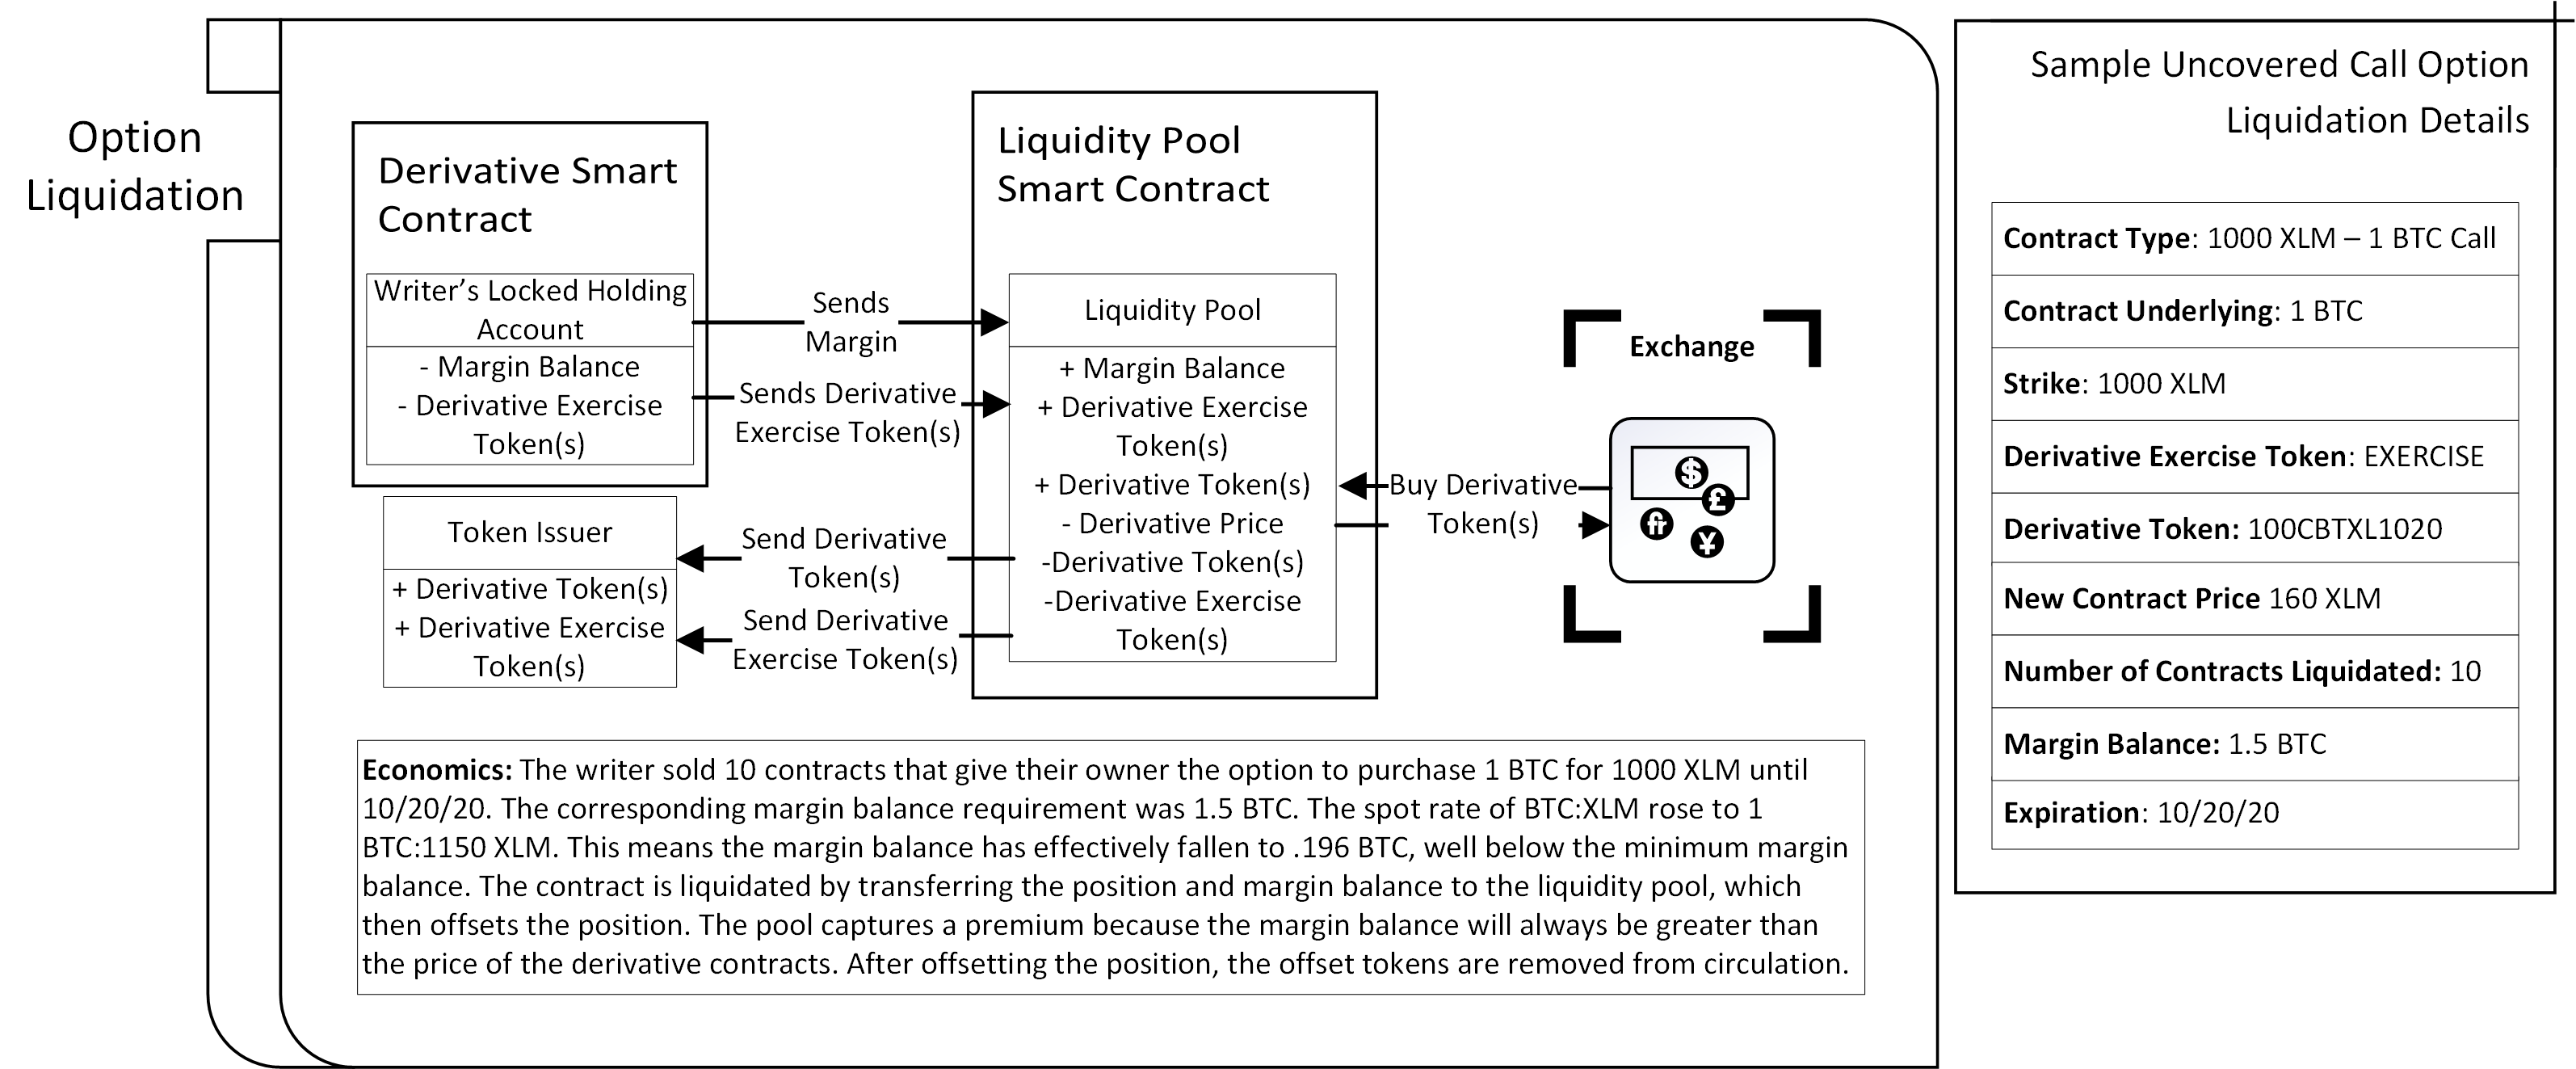 Option
Liquidation
Derivative Smart
Contract
Writer's Locked Holding
Account
- Margin Balance
- Derivative Exercise
Token(s)
Sends
Margin
Sends Derivative
Exercise Token(s)
Liquidity Pool
Smart Contract
Liquidity Pool
+ Margin Balance
+ Derivative Exercise
Token(s)
+ Derivative Token(s)
- Derivative Price
-Derivative Token(s)
-Derivative Exercise
Token(s)
Exchange
$
£
fr
¥
Buy Derivative
Token(s)
Token Issuer
+ Derivative Token(s)
+ Derivative Exercise
Token(s)
Send Derivative
Token(s)
Send Derivative
Exercise Token(s)
Economics: The writer sold 10 contracts that give their owner the option to purchase 1 BTC for 1000 XLM until
10/20/20. The corresponding margin balance requirement was 1.5 BTC. The spot rate of BTC:XLM rose to 1
BTC:1150 XLM. This means the margin balance has effectively fallen to .196 BTC, well below the minimum margin
balance. The contract is liquidated by transferring the position and margin balance to the liquidity pool, which
then offsets the position. The pool captures a premium because the margin balance will always be greater than
the price of the derivative contracts. After offsetting the position, the offset tokens are removed from circulation.
Sample Uncovered Call Option
Liquidation Details
Contract Type: 1000 XLM – 1 BTC Call
Contract Underlying: 1 BTC
Strike: 1000 XLM
Derivative Exercise Token: EXERCISE
Derivative Token: 100CBTXL1020
New Contract Price 160 XLM
Number of Contracts Liquidated: 10
Margin Balance: 1.5 BTC
Expiration: 10/20/20